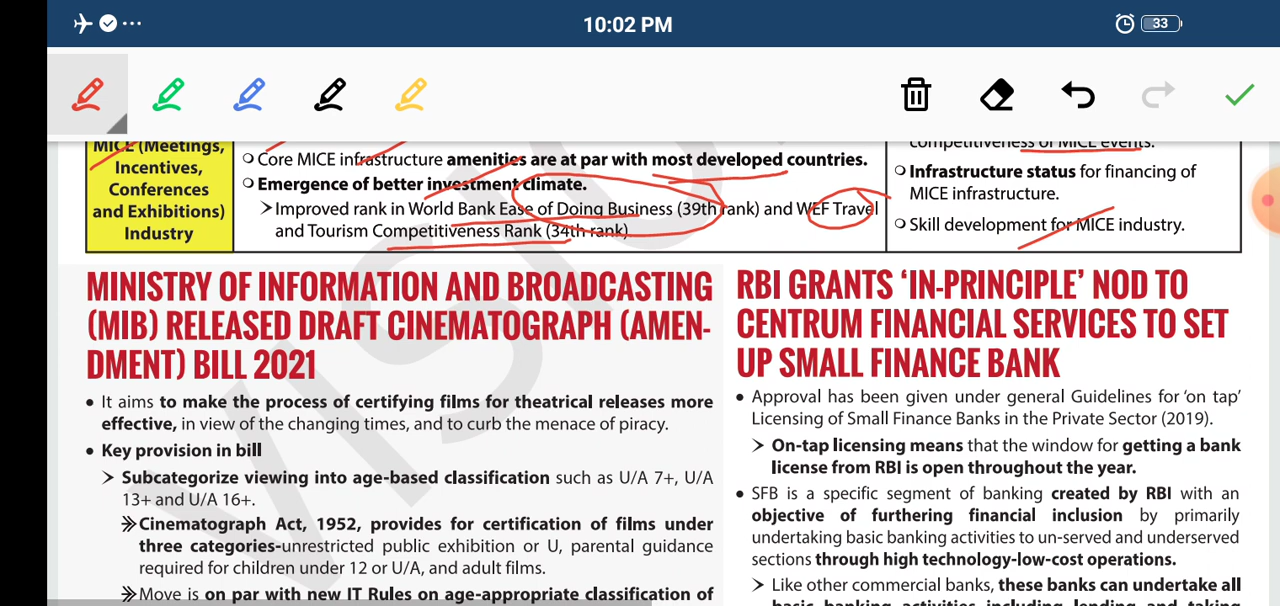 10:02 PM
33
MICE (Meetings,
Incentives,
Conferences
and Exhibitions)
Industry
Core MICE infrastructure amenities are at par with most developed countries.
Emergence of better investment climate.
Improved rank in World Bank Ease of Doing Business (39th rank) and WEF Travel
and Tourism Competitiveness Rank (34th rank)
competitiveness of MICE events.
Infrastructure status for financing of
MICE infrastructure.
Skill development for MICE industry.
MINISTRY OF INFORMATION AND BROADCASTING
(MIB) RELEASED DRAFT CINEMATOGRAPH (AMEN-
DMENT) BILL 2021
• It aims to make the process of certifying films for theatrical releases more
effective, in view of the changing times, and to curb the menace of piracy.
• Key provision in bill
Subcategorize viewing into age-based classification such as U/A 7+, U/A
13+ and U/A 16+.
Cinematograph Act, 1952, provides for certification of films under
three categories-unrestricted public exhibition or U, parental guidance
required for children under 12 or U/A, and adult films.
Move is on par with new IT Rules on age-appropriate classification of
RBI GRANTS ‘IN-PRINCIPLE’ NOD TO
CENTRUM FINANCIAL SERVICES TO SET
UP SMALL FINANCE BANK
• Approval has been given under general Guidelines for ‘on tap’
Licensing of Small Finance Banks in the Private Sector (2019).
On-tap licensing means that the window for getting a bank
license from RBI is open throughout the year.
• SFB is a specific segment of banking created by RBI with an
objective of furthering financial inclusion by primarily
undertaking basic banking activities to un-served and underserved
sections through high technology-low-cost operations.
Like other commercial banks, these banks can undertake all
basic banking activities including lending and taking